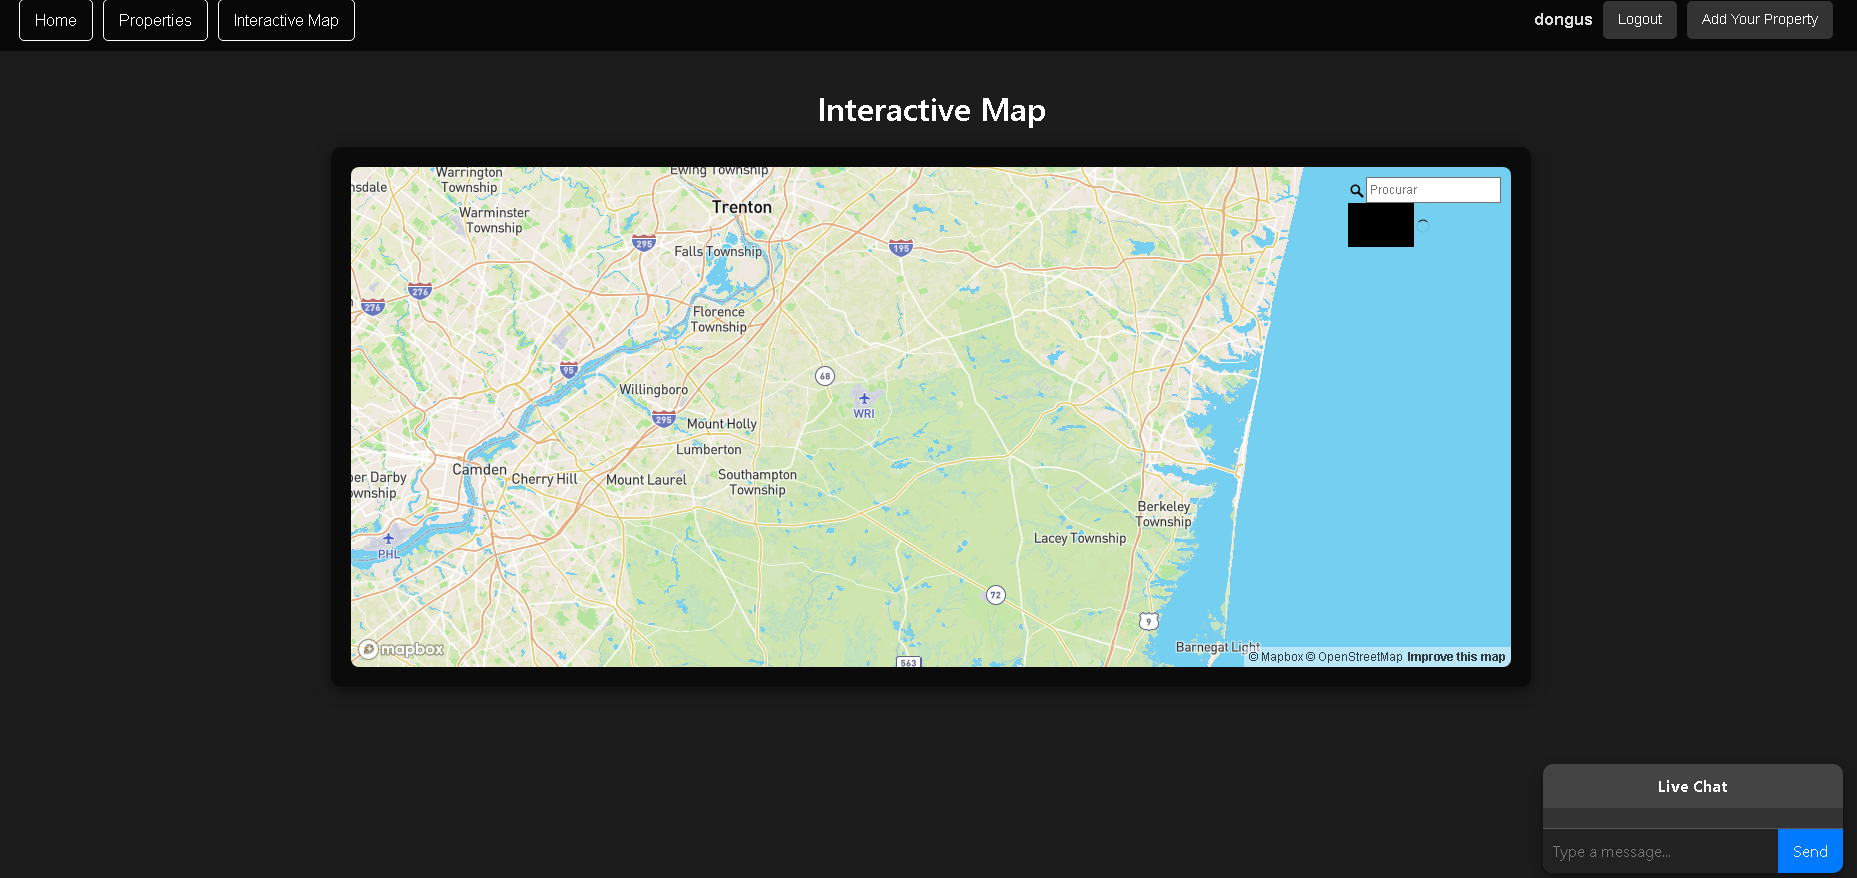 Home
Properties
Interactive Map
dongus
Logout
Add Your Property
Interactive Map
Warrington
Township
Ewing Township
nsdale
Procurar
Trenton
Warminster
Township
295
195
Falls Township
276
276
Florence
Township
95
68
Willingboro
WRI
295
Mount Holly
Lumberton
Camden
Cherry Hill
Mount Laurel
Southampton
Township
per Darby
ownship
Berkeley
Township
PHL
Lacey Township
72
9
mapbox
Barnegat Light
563
© Mapbox © OpenStreetMap Improve this map
Live Chat
Type a message...
Send